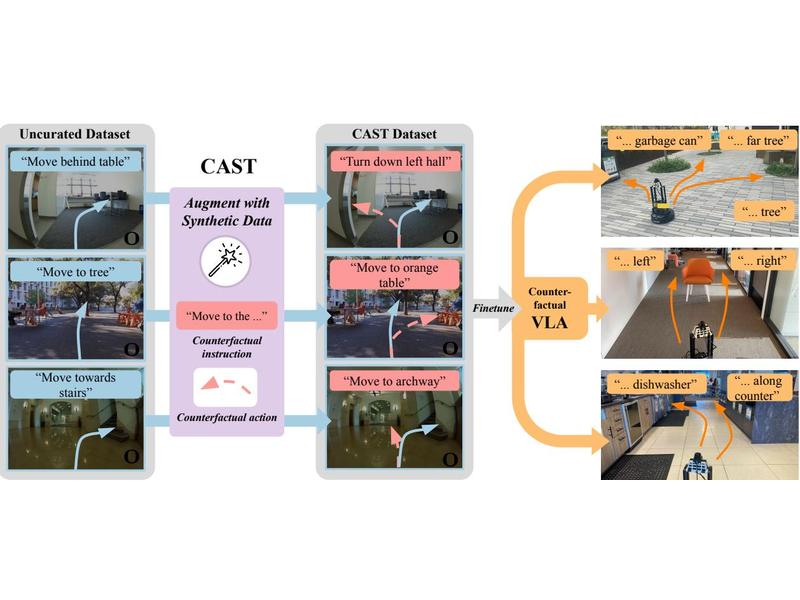 Uncurated Dataset
“Move behind table”
O
“Move to tree”
O
“Move towards
stairs”
O
CAST
Augment with
Synthetic Data
“Move to the ...”
Counterfactual
instruction
Counterfactual action
CAST Dataset
“Turn down left hall”
O
“Move to orange
table”
O
“Move to archway”
O
Finetune
Counter-
factual
VLA
“... garbage can”
“... far tree”
“... tree”
“... left”
“... right”
“... dishwasher”
“... along
counter”